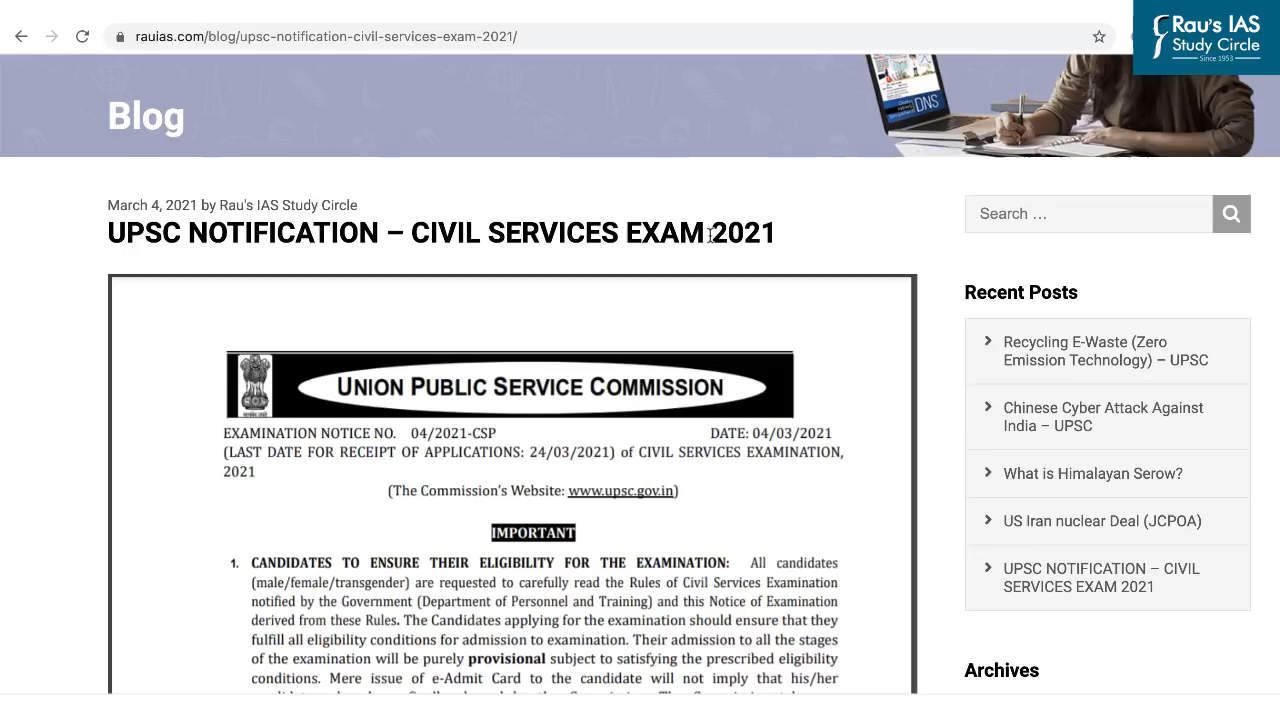 rauias.com/blog/upsc-notification-civil-services-exam-2021/
Rau's IAS
Study Circle
Since 1953
DNS
Blog
March 4, 2021 by Rau's IAS Study Circle
UPSC NOTIFICATION – CIVIL SERVICES EXAM 2021
UNION PUBLIC SERVICE COMMISSION
EXAMINATION NOTICE NO. 04/2021-CSP DATE: 04/03/2021
(LAST DATE FOR RECEIPT OF APPLICATIONS: 24/03/2021) of CIVIL SERVICES EXAMINATION,
2021
(The Commission's Website: www.upsc.gov.in)
IMPORTANT
1. CANDIDATES TO ENSURE THEIR ELIGIBILITY FOR THE EXAMINATION: All candidates
(male/female/transgender) are requested to carefully read the Rules of Civil Services Examination
notified by the Government (Department of Personnel and Training) and this Notice of Examination
derived from these Rules. The Candidates applying for the examination should ensure that they
fulfill all eligibility conditions for admission to examination. Their admission to all the stages
of the examination will be purely provisional subject to satisfying the prescribed eligibility
conditions. Mere issue of e-Admit Card to the candidate will not imply that his/her
Search …
Recent Posts
Recycling E-Waste (Zero
Emission Technology) – UPSC
Chinese Cyber Attack Against
India – UPSC
What is Himalayan Serow?
US Iran nuclear Deal (JCPOA)
UPSC NOTIFICATION – CIVIL
SERVICES EXAM 2021
Archives